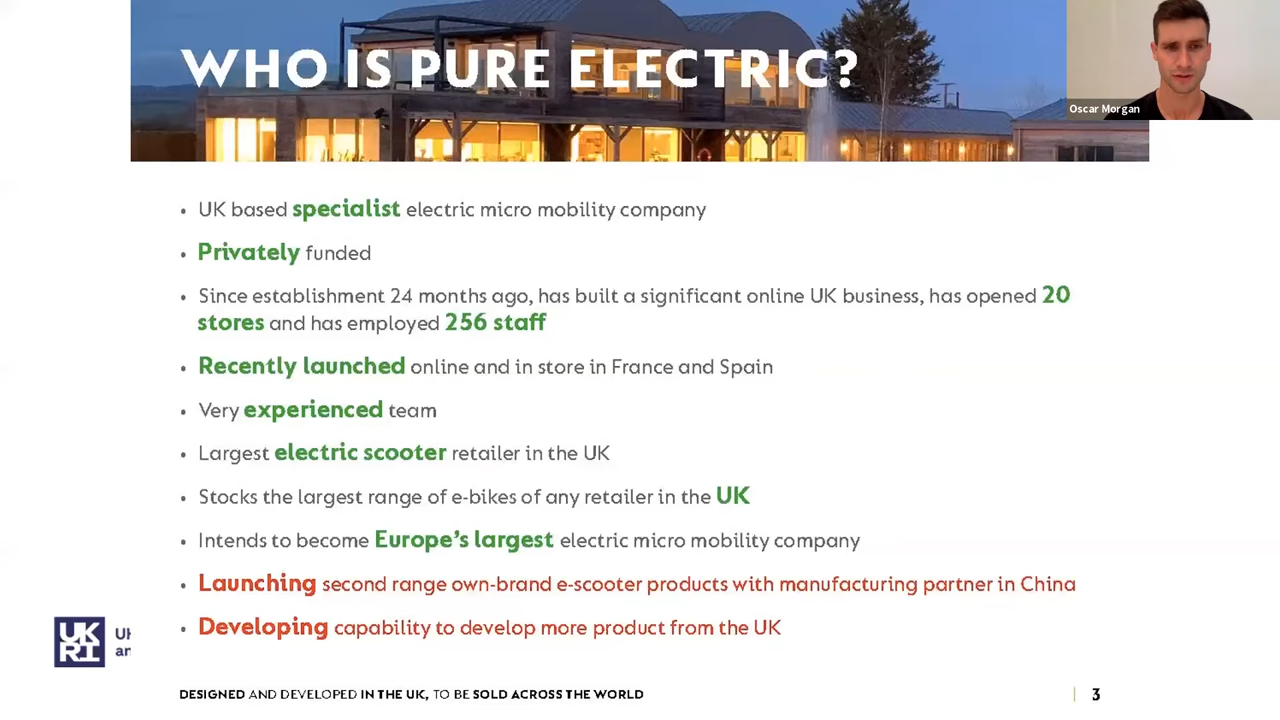 WHO IS PURE ELECTRIC?
Oscar Morgan
• UK based specialist electric micro mobility company
• Privately funded
• Since establishment 24 months ago, has built a significant online UK business, has opened 20
stores and has employed 256 staff
• Recently launched online and in store in France and Spain
• Very experienced team
• Largest electric scooter retailer in the UK
• Stocks the largest range of e-bikes of any retailer in the UK
• Intends to become Europe's largest electric micro mobility company
• Launching second range own-brand e-scooter products with manufacturing partner in China
• Developing capability to develop more product from the UK
UK
RI
an
DESIGNED AND DEVELOPED IN THE UK, TO BE SOLD ACROSS THE WORLD
3